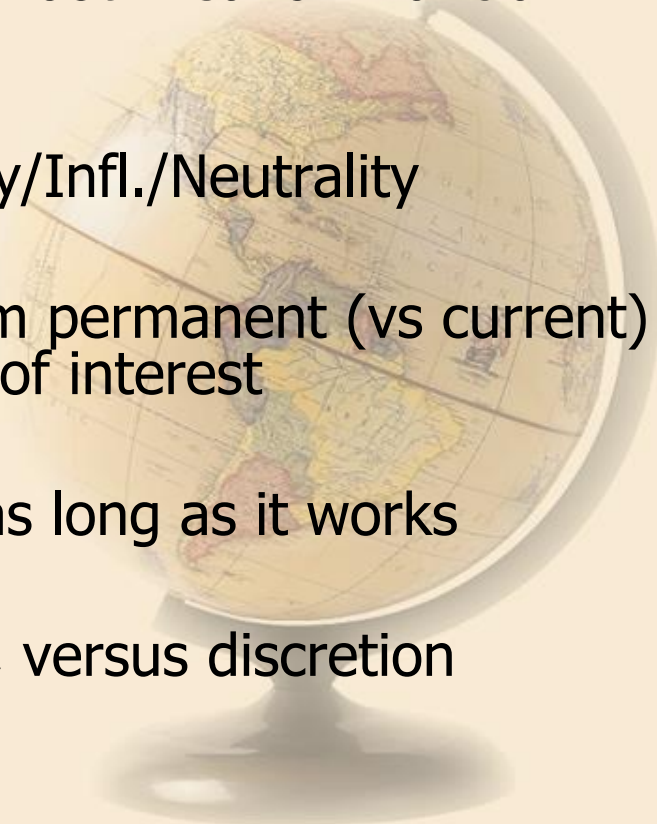 y/Infl./Neutrality
m permanent (vs current)
of interest
as long as it works
versus discretion